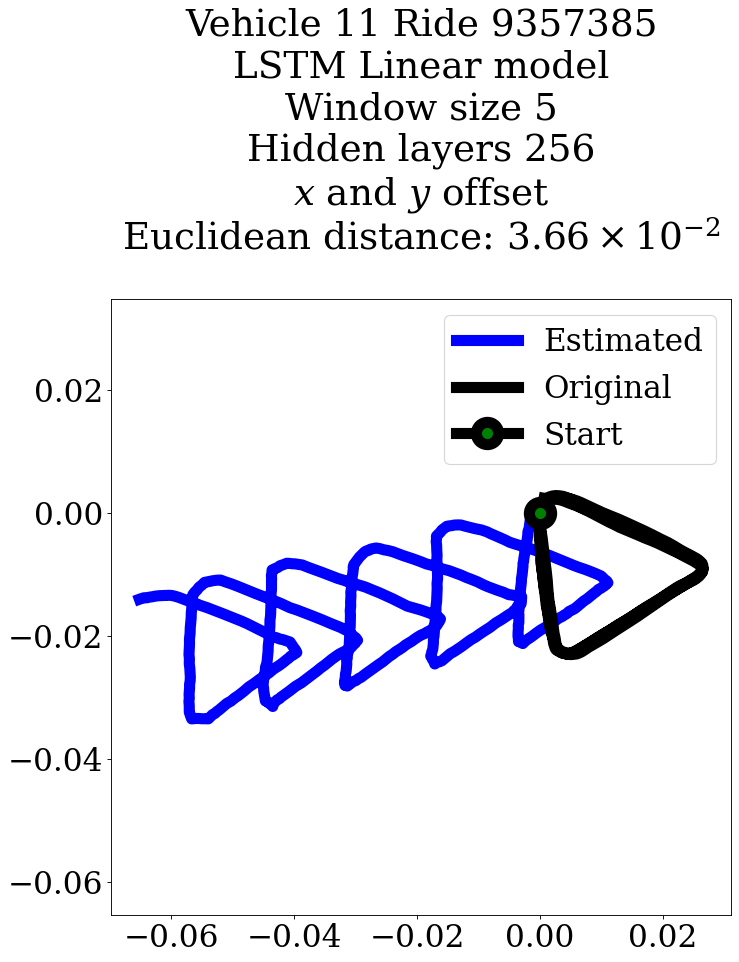 Vehicle 11 Ride 9357385
LSTM Linear model
Window size 5
Hidden layers 256
x and y offset
Euclidean distance: 3.66 × 10⁻²
Estimated
Original
Start
0.02
0.00
−0.02
−0.04
−0.06
−0.06 −0.04 −0.02 0.00 0.02